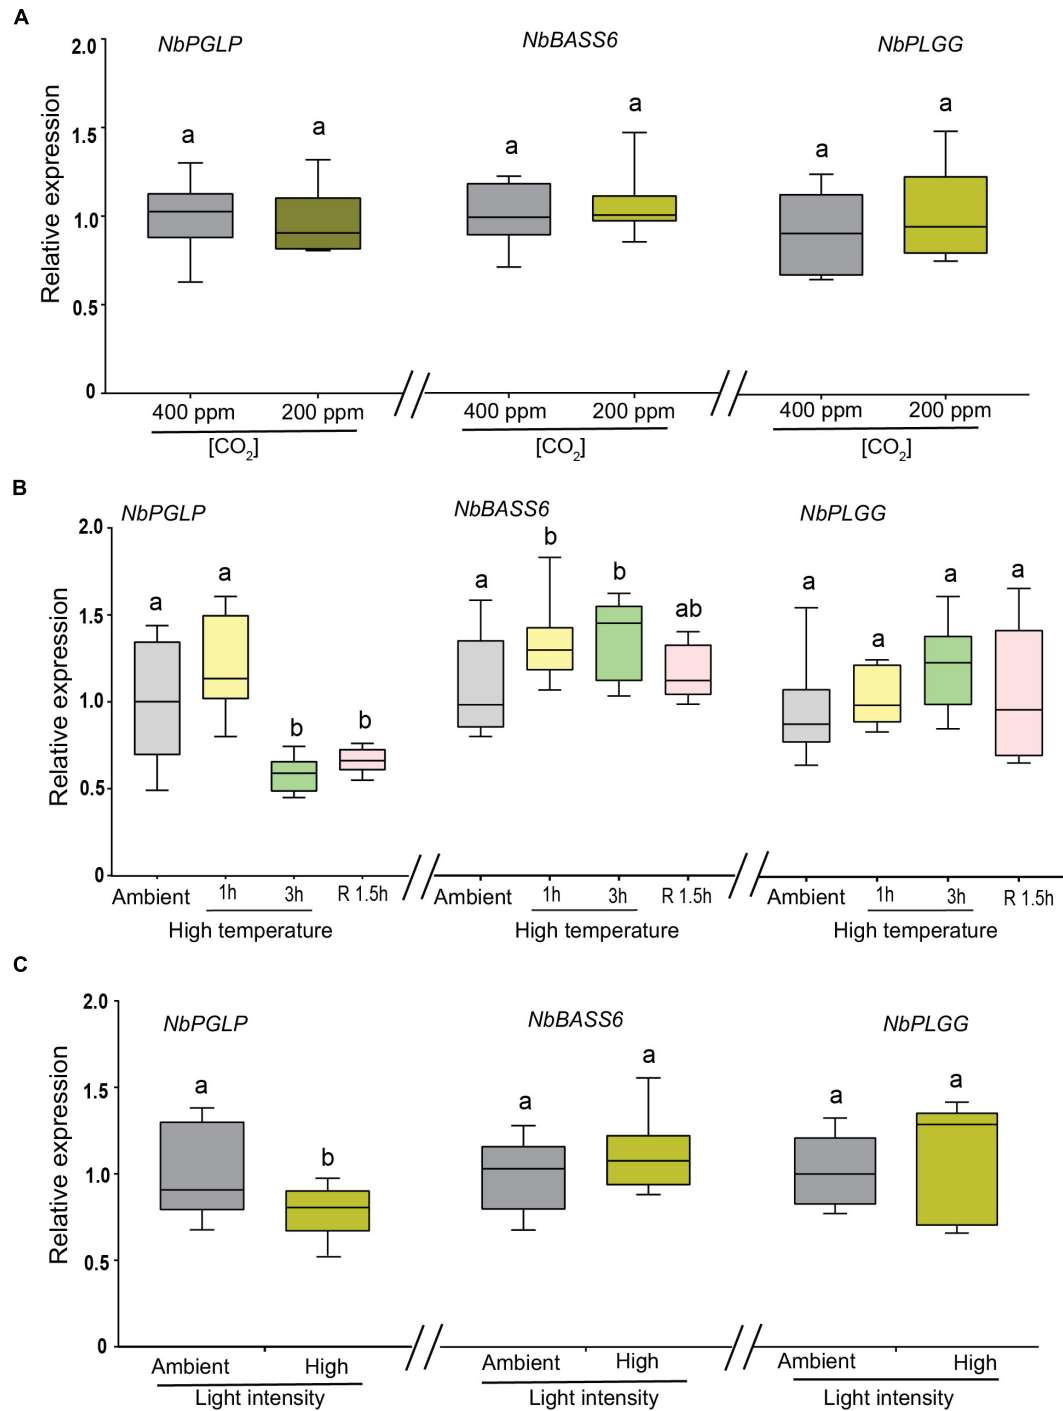 A
NbPGLP NbBASS6 NbPLGG
2.0
1.5
1.0
0.5
0
Relative expression
a a a a a a
400 ppm 200 ppm 400 ppm 200 ppm 400 ppm 200 ppm
[CO2] [CO2] [CO2]
B
NbPGLP NbBASS6 NbPLGG
2.0
1.5
1.0
0.5
0
Relative expression
a a b b a b b ab a a a a
Ambient 1h 3h R 1.5h Ambient 1h 3h R 1.5h Ambient 1h 3h R 1.5h
High temperature High temperature High temperature
C
NbPGLP NbBASS6 NbPLGG
2.0
1.5
1.0
0.5
0
Relative expression
a b a a a a
Ambient High Ambient High Ambient High
Light intensity Light intensity Light intensity